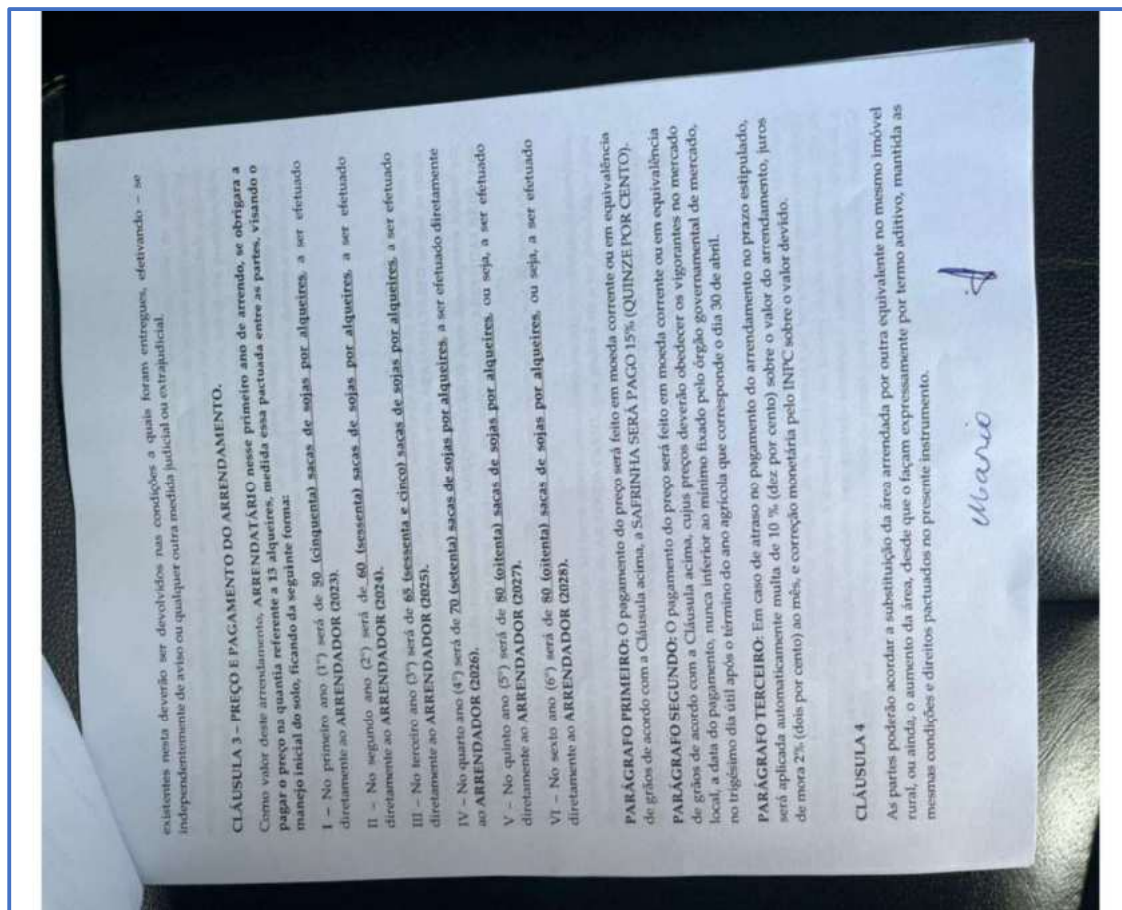 existentes nesta deverão ser devolvidos nas condições a quais foram entregues, efetivando – se
independentemente de aviso ou qualquer outra medida judicial ou extrajudicial.
CLÁUSULA 3 – PREÇO E PAGAMENTO DO ARRENDAMENTO.
Como valor deste arrendamento, ARRENDATÁRIO nesse primeiro ano de arrendo, se obrigara a
pagar o preço na quantia referente a 13 alqueires, medida essa pactuada entre as partes, visando o
manejo inicial do solo, ficando da seguinte forma:
I – No primeiro ano (1º) será de 50 (cinquenta) sacas de sojas por alqueires, a ser efetuado
diretamente ao ARRENDADOR (2023).
II – No segundo ano (2º) será de 60 (sessenta) sacas de sojas por alqueires, a ser efetuado
diretamente ao ARRENDADOR (2024).
III – No terceiro ano (3º) será de 65 (sessenta e cinco) sacas de sojas por alqueires, a ser efetuado
diretamente ao ARRENDADOR (2025).
IV – No quarto ano (4º) será de 70 (setenta) sacas de sojas por alqueires, a ser efetuado diretamente
ao ARRENDADOR (2026).
V – No quinto ano (5º) será de 80 (oitenta) sacas de sojas por alqueires, ou seja, a ser efetuado
diretamente ao ARRENDADOR (2027).
VI – No sexto ano (6º) será de 80 (oitenta) sacas de sojas por alqueires, ou seja, a ser efetuado
diretamente ao ARRENDADOR (2028).
PARÁGRAFO PRIMEIRO: O pagamento do preço será feito em moeda corrente ou em equivalência
de grãos de acordo com a Cláusula acima, a SAFRINHA SERÁ PAGO 15% (QUINZE POR CENTO).
PARÁGRAFO SEGUNDO: O pagamento do preço será feito em moeda corrente ou em equivalência
de grãos de acordo com a Cláusula acima, cujus preços deverão obedecer os vigorantes no mercado
local, a data do pagamento, nunca inferior ao mínimo fixado pelo órgão governamental de mercado,
no trigésimo dia útil após o término do ano agrícola que corresponde o dia 30 de abril.
PARÁGRAFO TERCEIRO: Em caso de atraso no pagamento do arrendamento no prazo estipulado,
será aplicada automaticamente multa de 10 % (dez por cento) sobre o valor do arrendamento, juros
de mora 2% (dois por cento) ao mês, e correção monetária pelo INPC sobre o valor devido.
CLÁUSULA 4
As partes poderão acordar a substituição da área arrendada por outra equivalente no mesmo imóvel
rural, ou ainda, o aumento da área, desde que o façam expressamente por termo aditivo, mantida as
mesmas condições e direitos pactuados no presente instrumento.
Mario